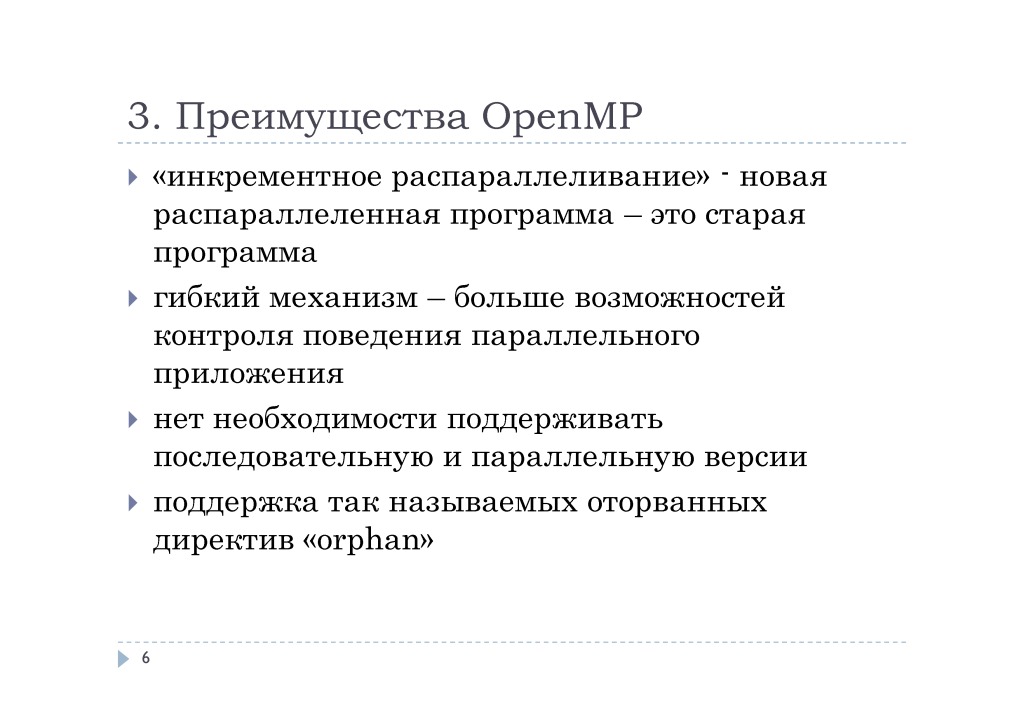 3. Преимущества OpenMP
«инкрементное распараллеливание» - новая
распараллеленная программа – это старая
программа
гибкий механизм – больше возможностей
контроля поведения параллельного
приложения
нет необходимости поддерживать
последовательную и параллельную версии
поддержка так называемых оторванных
директив «orphan»
6